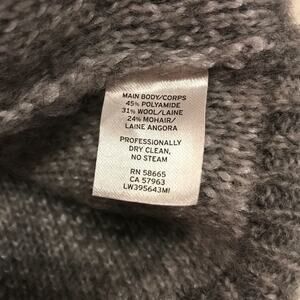 MAIN BODY/CORPS
45% POLYAMIDE
31% WOOL/LAINE
24% MOHAIR/
LAINE ANGORA
PROFESSIONALLY
DRY CLEAN,
NO STEAM
RN 58665
CA 57963
LW395643MI